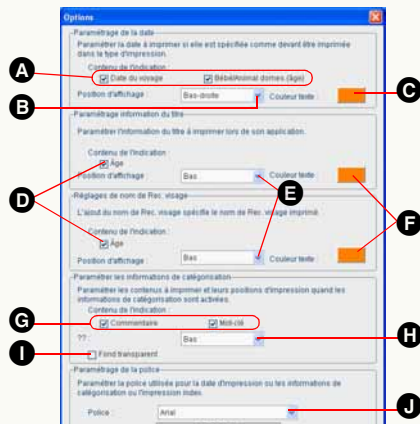 Options
Paramétrage de la date
Paramétrer la date à imprimer si elle est spécifiée comme devant être imprimée
dans le type d'impression.
Contenu de l'indication :
A
Date du voyage
Bébé/Animal domes (âge)
B
Position d'affichage :
Bas-droite
Couleur texte :
C
Paramétrage information du titre
Paramétrer l'information du titre à imprimer lors de son application.
Contenu de l'indication :
Âge
Position d'affichage :
Bas
Couleur texte :
D
E
F
Réglages de nom de Rec. visage
L'ajout du nom de Rec. visage spécifie le nom de Rec. visage imprimé.
Contenu de l'indication :
Âge
Position d'affichage :
Bas
Couleur texte :
Paramétrer les informations de catégorisation
Paramétrer les contenus à imprimer et leurs positions d'impression quand les
informations de catégorisation sont activées.
Contenu de l'indication :
G
Commentaire
Mot-clé
?? :
Bas
H
I
Fond transparent
Paramétrage de la police
Paramétrer la police utilisée pour la date d'impression ou les informations de
catégorisation ou l'impression index.
Police :
Arial
J